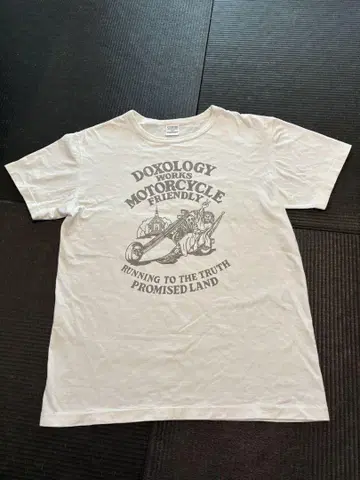 DOXOLOGY
WORKS
MOTORCYCLE
FRIENDLY
RUNNING TO THE TRUTH
PROMISED LAND